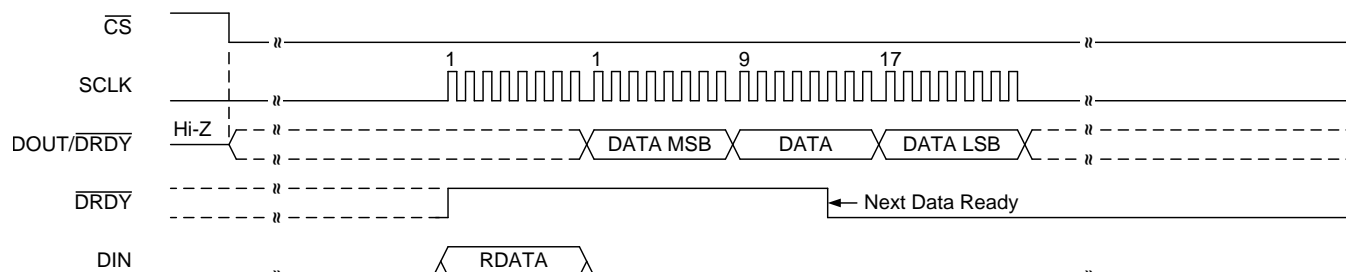 CS
1 1 9 17
SCLK
Hi-Z
DOUT/DRDY DATA MSB DATA DATA LSB
DRDY Next Data Ready
DIN RDATA